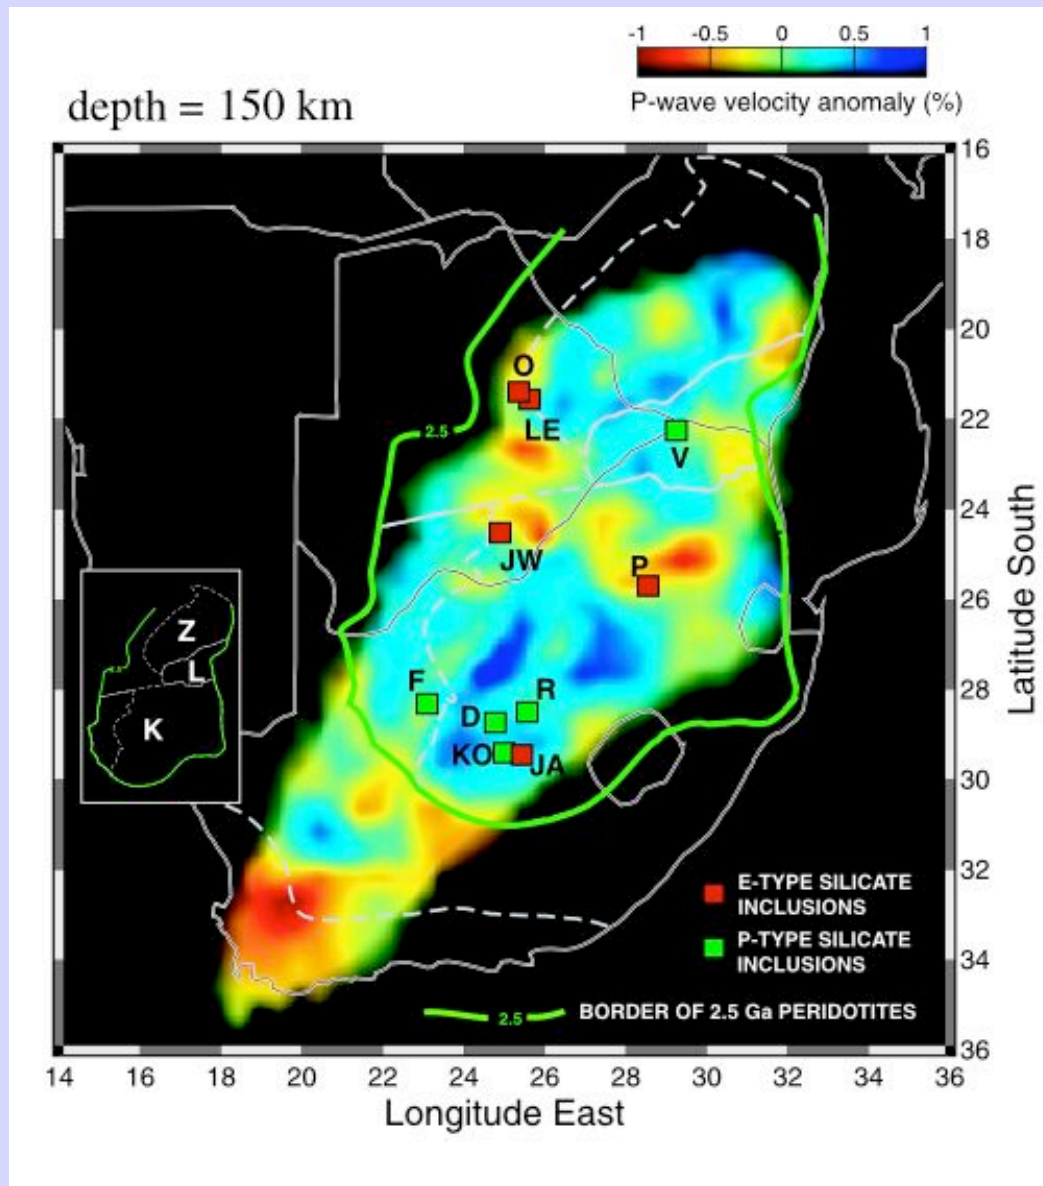 -1 -0.5 0 0.5 1
P-wave velocity anomaly (%)
depth = 150 km
16
18
20
22
24
26
28
30
32
34
36
Latitude South
O
LE
2.5
V
JW
P
F
R
D
KO
JA
Z
L
K
2.5
E-TYPE SILICATE
INCLUSIONS
P-TYPE SILICATE
INCLUSIONS
2.5
BORDER OF 2.5 Ga PERIDOTITES
14 16 18 20 22 24 26 28 30 32 34 36
Longitude East